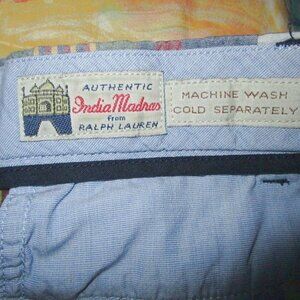 AUTHENTIC
India Madras
from
RALPH LAUREN
MACHINE WASH
COLD SEPARATELY